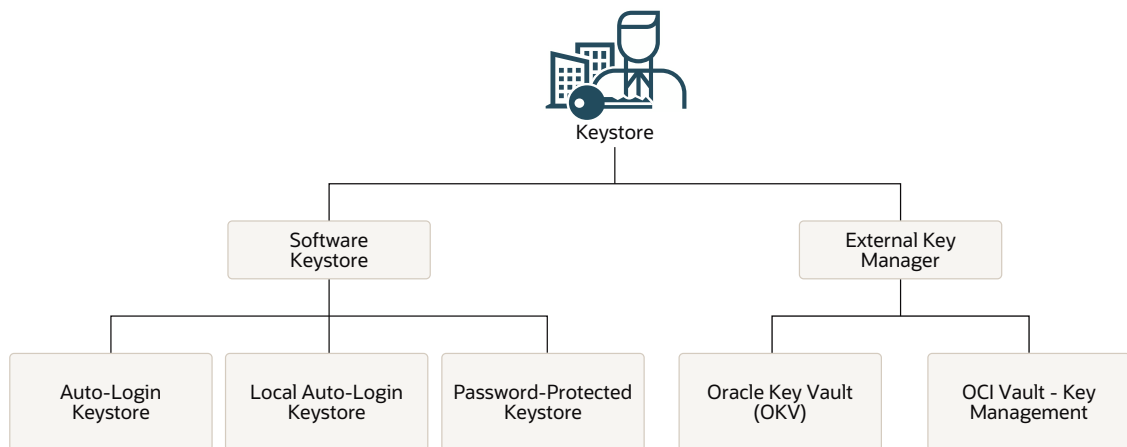 Keystore
Software
Keystore
External Key
Manager
Auto-Login
Keystore
Local Auto-Login
Keystore
Password-Protected
Keystore
Oracle Key Vault
(OKV)
OCI Vault - Key
Management